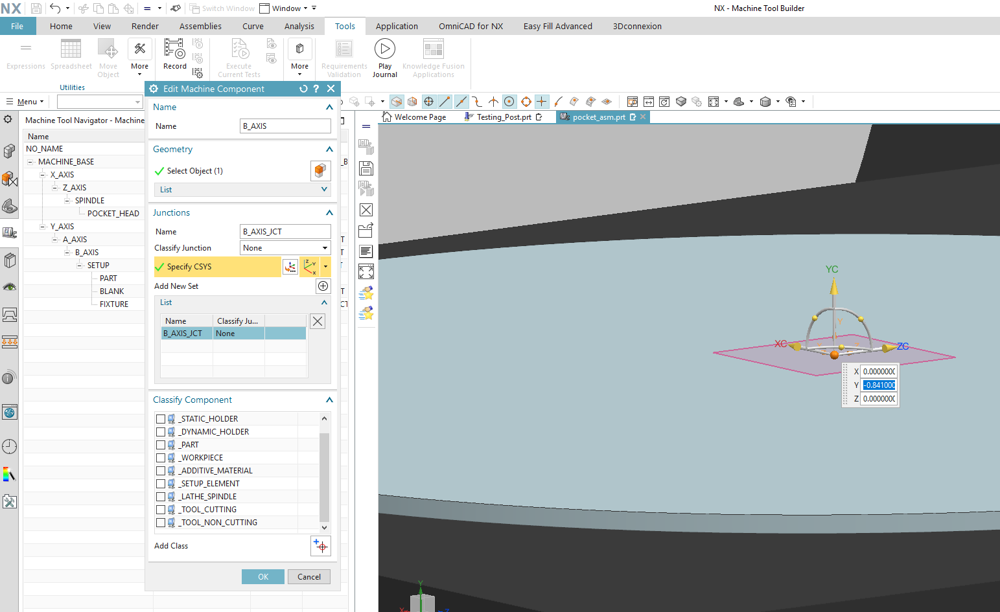 NX
Switch Window
Window
NX - Machine Tool Builder
File
Home
View
Render
Assemblies
Curve
Analysis
Tools
Application
OmniCAD for NX
Easy Fill Advanced
3Dconnexion
Expressions
Spreadsheet
Move
Object
More
Record
Execute
Current Tests
More
Requirements
Validation
Play
Journal
Knowledge Fusion
Applications
Utilities
Menu
Machine Tool Navigator - Machine
Name
NO_NAME
MACHINE_BASE
X_AXIS
Z_AXIS
SPINDLE
POCKET_HEAD
Y_AXIS
A_AXIS
B_AXIS
SETUP
PART
BLANK
FIXTURE
Edit Machine Component
Name
Name
B_AXIS
Geometry
Select Object (1)
List
Junctions
Name
B_AXIS_JCT
Classify Junction
None
Specify CSYS
Add New Set
List
Name
Classify Ju...
B_AXIS_JCT
None
Classify Component
_STATIC_HOLDER
_DYNAMIC_HOLDER
_PART
_WORKPIECE
_ADDITIVE_MATERIAL
_SETUP_ELEMENT
_LATHE_SPINDLE
_TOOL_CUTTING
_TOOL_NON_CUTTING
Add Class
OK
Cancel
Welcome Page
Testing_Post.prt
pocket_asm.prt
YC
Y
XC
ZC
X 0.0000000
Y -0.841000
Z 0.0000000
Y
X
Z